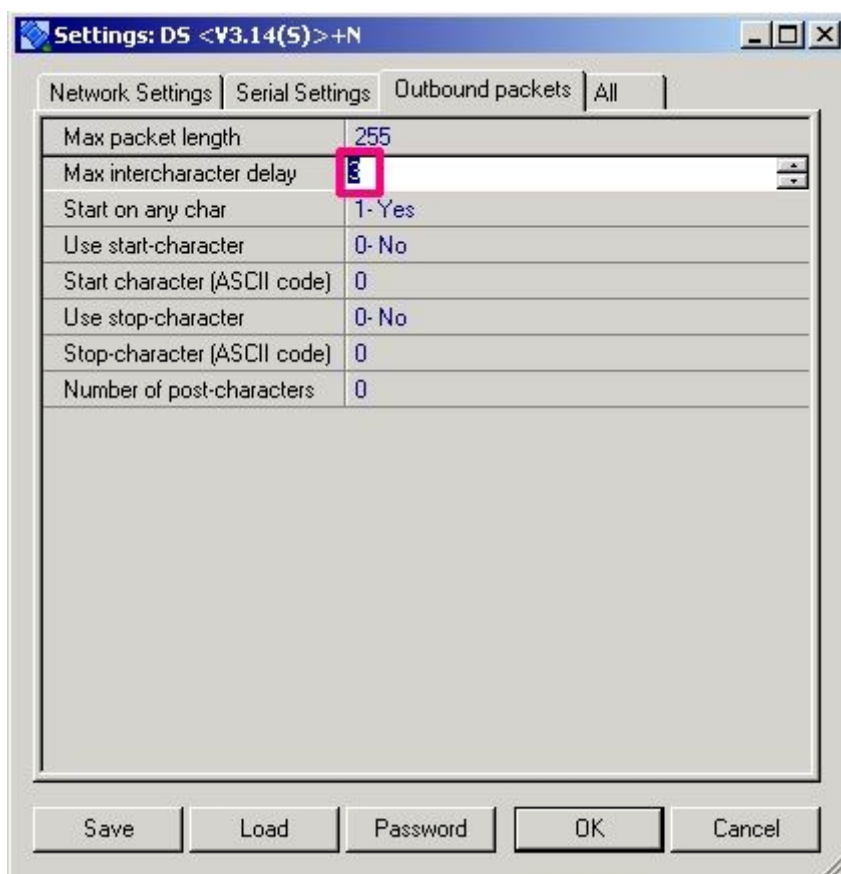 Settings: DS <V3.14(S)>+N
Network Settings Serial Settings Outbound packets All
Max packet length 255
Max intercharacter delay 3
Start on any char 1- Yes
Use start-character 0- No
Start character (ASCII code) 0
Use stop-character 0- No
Stop-character (ASCII code) 0
Number of post-characters 0
Save Load Password OK Cancel